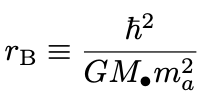 r_B ≡ ħ² / (G M_• m_a²)